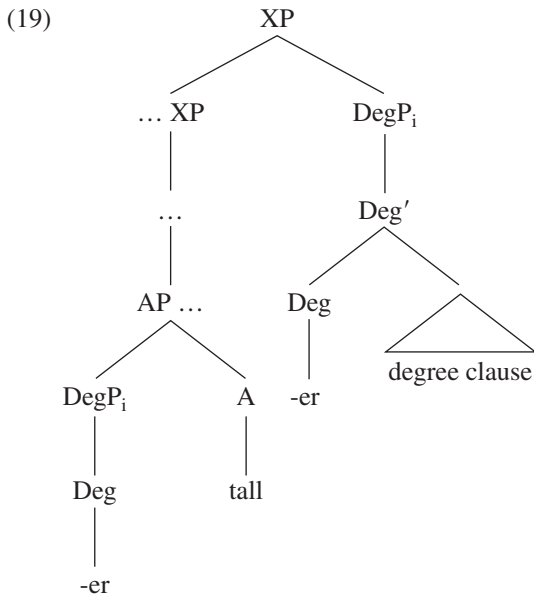 (19) XP
… XP DegPᵢ
… Deg′
AP … Deg
degree clause
DegPᵢ A -er
Deg tall
-er